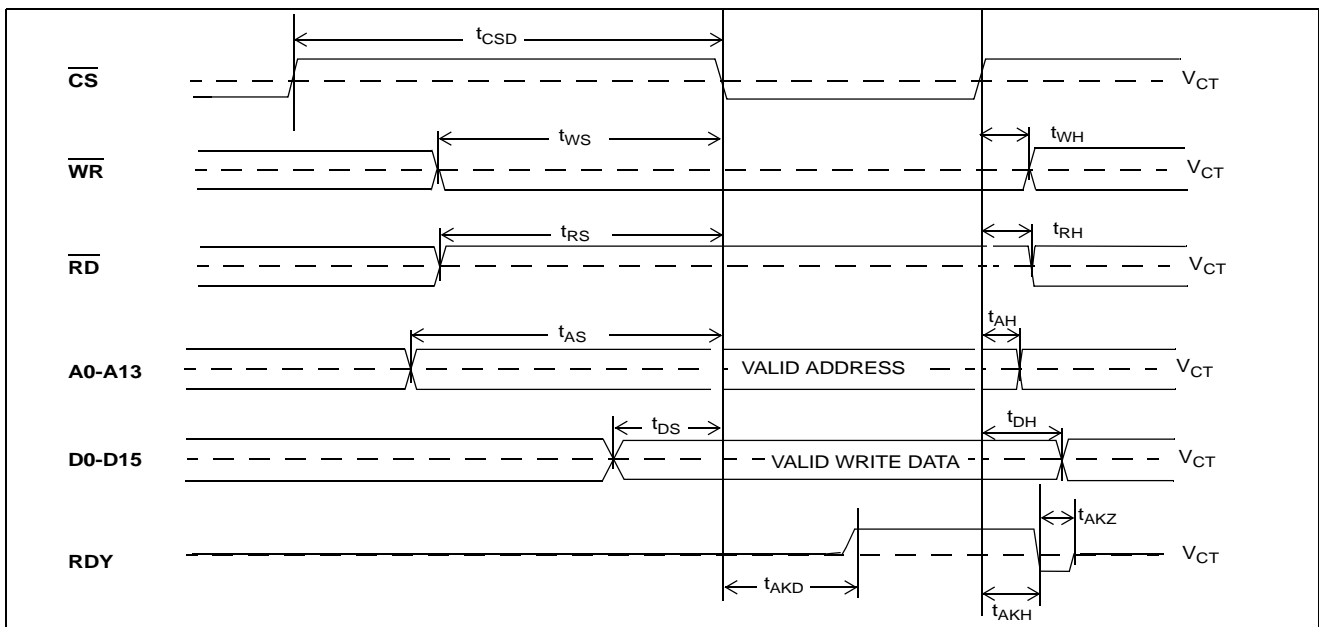 tCSD
CS VCT
tWS tWH
WR VCT
tRS tRH
RD VCT
tAS tAH
A0-A13 VALID ADDRESS VCT
tDS tDH
D0-D15 VALID WRITE DATA VCT
tAKZ
RDY VCT
tAKD tAKH